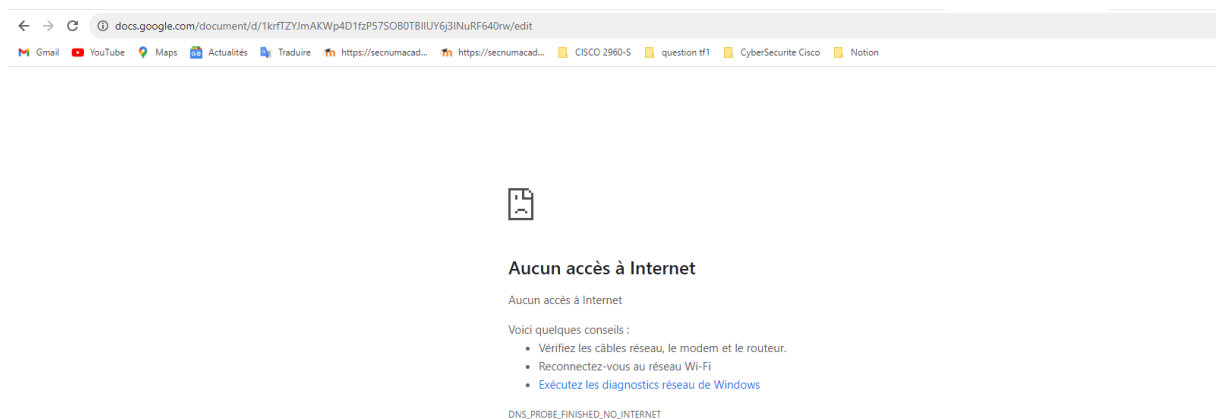 docs.google.com/document/d/1krfTZYJmAKWp4D1fzP57SOB0TBIIUY6j3INuRF640rw/edit
Gmail YouTube Maps Actualités Traduire https://secnumacad... https://secnumacad... CISCO 2960-S question tf1 CyberSecurite Cisco Notion
Aucun accès à Internet
Aucun accès à Internet
Voici quelques conseils :
• Vérifiez les câbles réseau, le modem et le routeur.
• Reconnectez-vous au réseau Wi-Fi
• Exécutez les diagnostics réseau de Windows
DNS_PROBE_FINISHED_NO_INTERNET